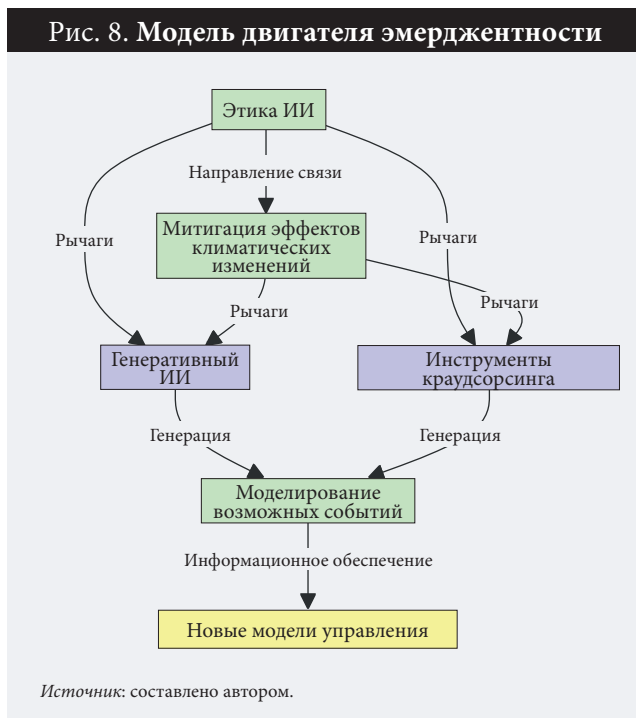 Рис. 8. Модель двигателя эмерджентности
Этика ИИ
Направление связи
Рычаги
Митигация эффектов
климатических
изменений
Рычаги
Рычаги
Рычаги
Генеративный
ИИ
Инструменты
краудсорсинга
Генерация
Генерация
Моделирование
возможных событий
Информационное обеспечение
Новые модели управления
Источник: составлено автором.